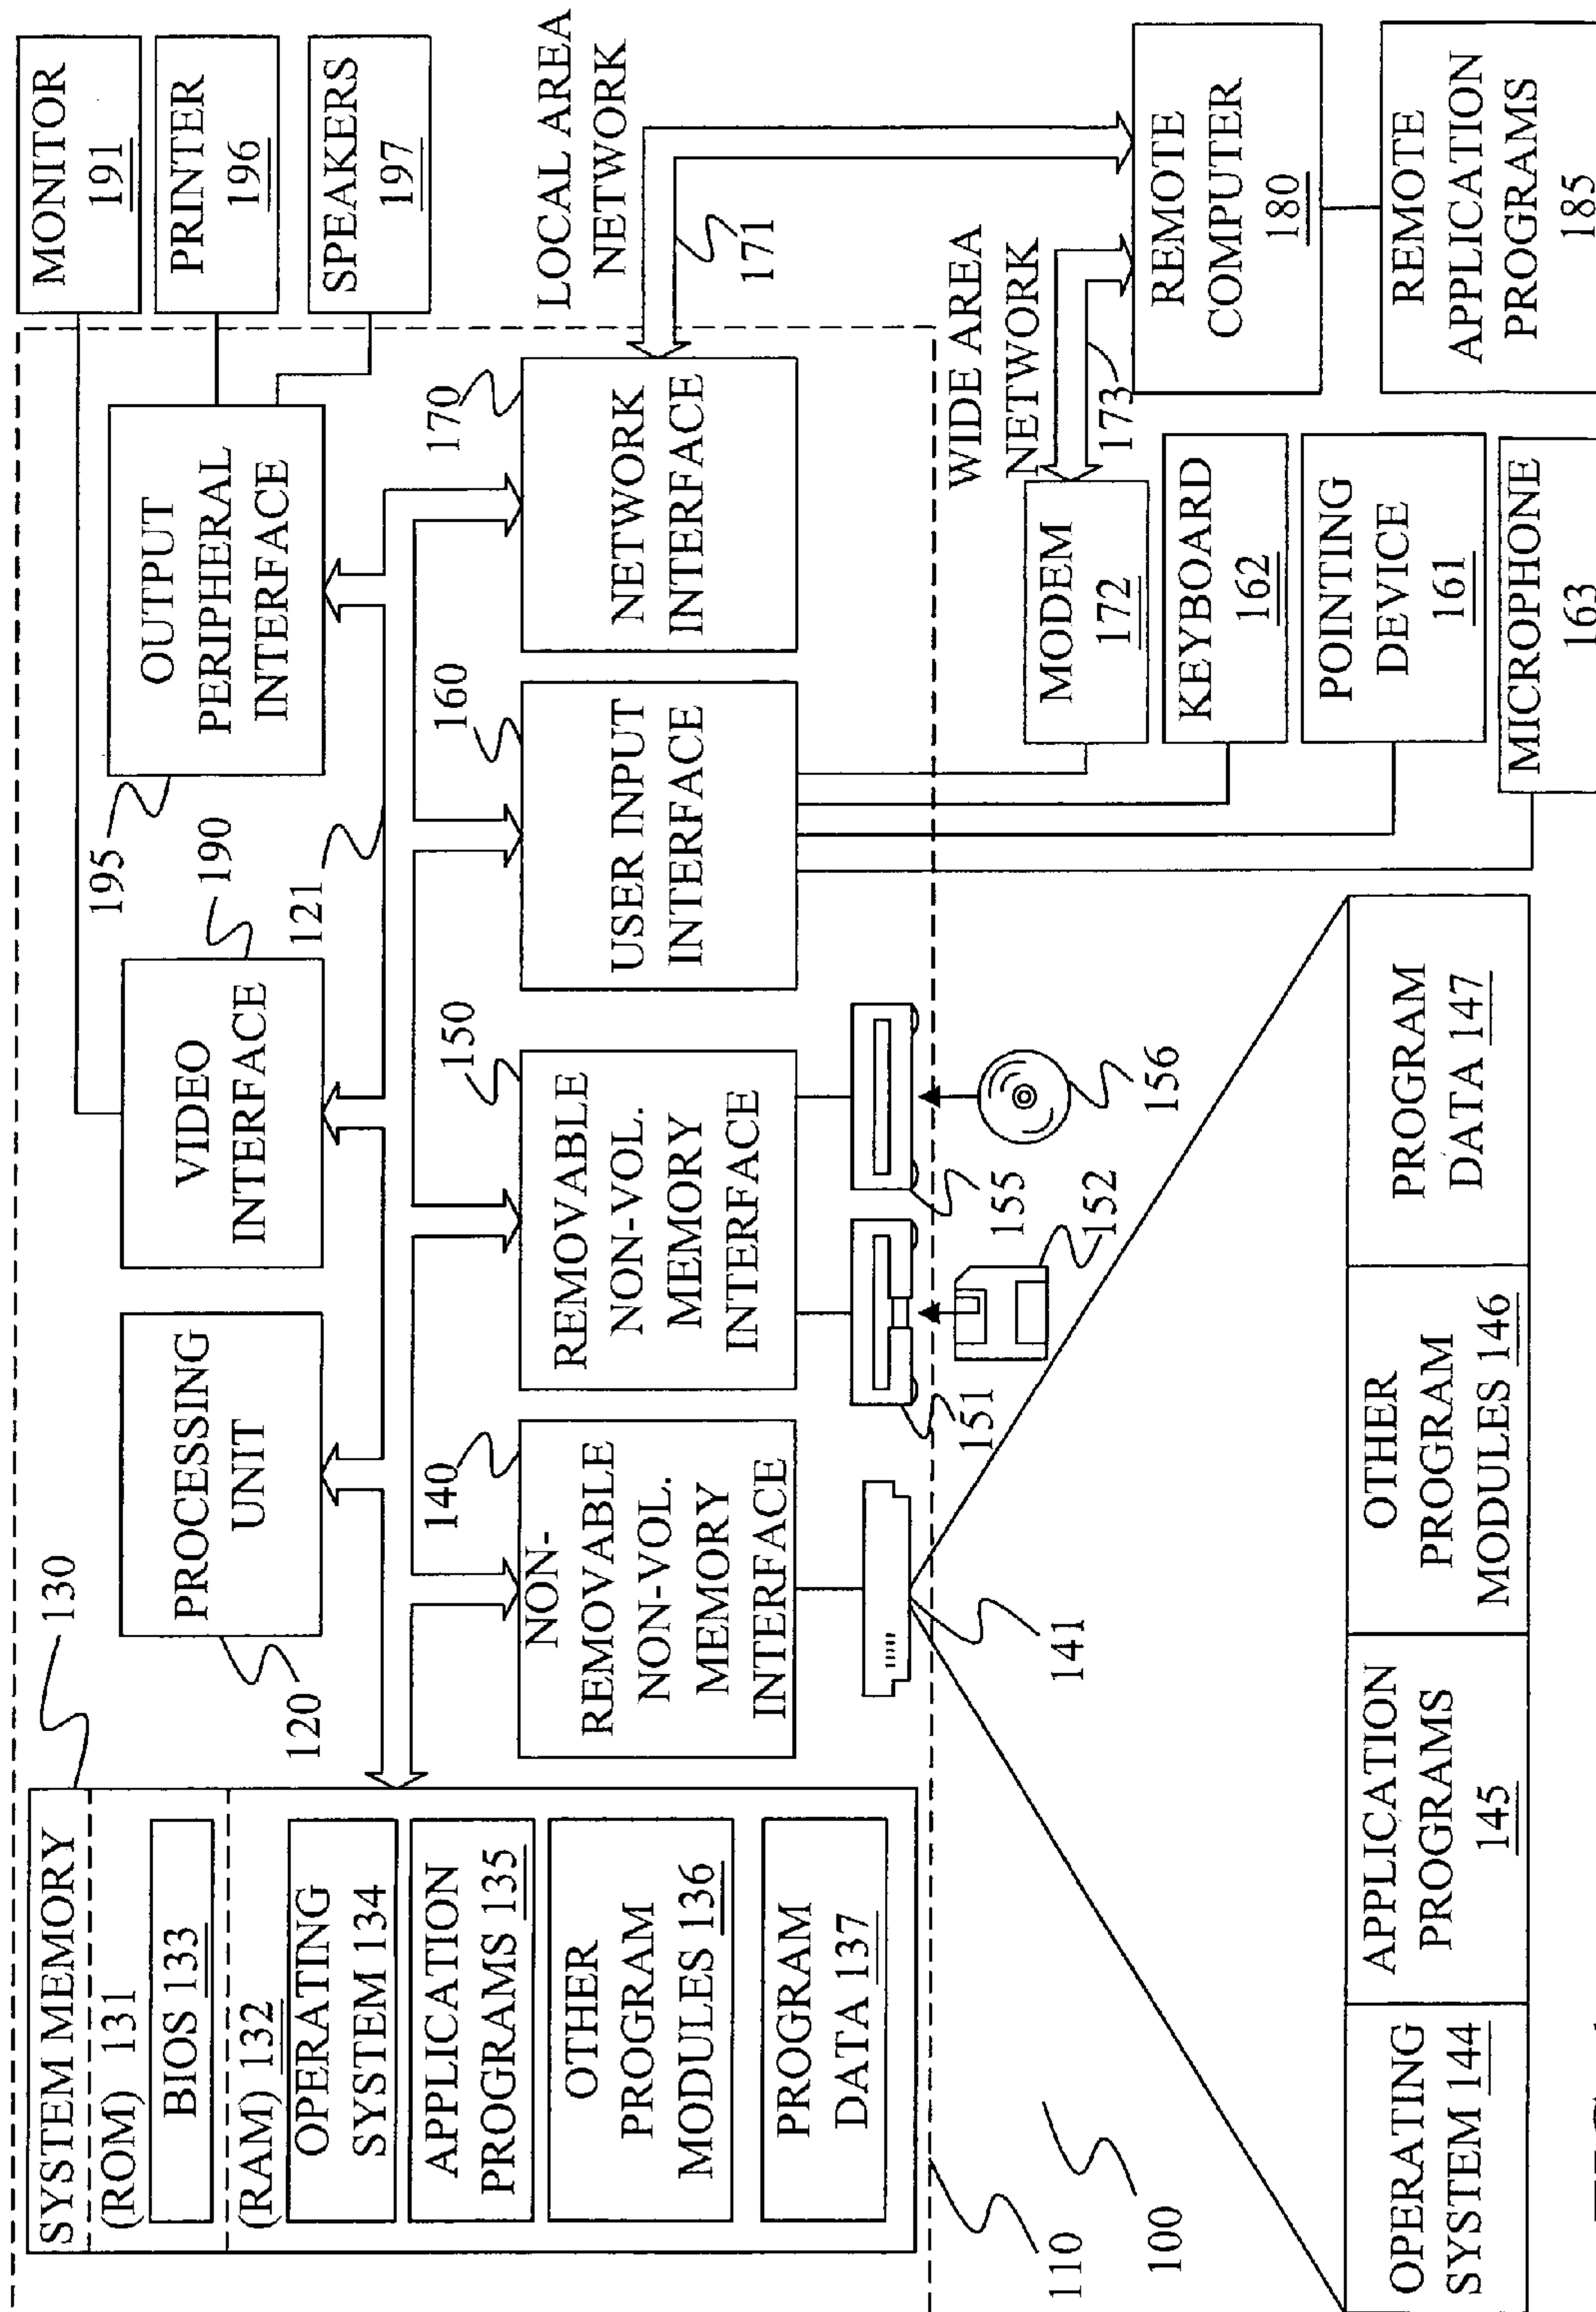 SYSTEM MEMORY
(ROM) 131
BIOS 133
(RAM) 132
OPERATING
SYSTEM 134
APPLICATION
PROGRAMS 135
OTHER
PROGRAM
MODULES 136
PROGRAM
DATA 137
130
120
PROCESSING
UNIT
VIDEO
INTERFACE
190
121
195
OUTPUT
PERIPHERAL
INTERFACE
MONITOR
191
PRINTER
196
SPEAKERS
197
140
NON-
REMOVABLE
NON-VOL.
MEMORY
INTERFACE
150
REMOVABLE
NON-VOL.
MEMORY
INTERFACE
160
USER INPUT
INTERFACE
170
NETWORK
INTERFACE
LOCAL AREA
NETWORK
171
141
151
152
155
156
WIDE AREA
NETWORK
173
MODEM
172
KEYBOARD
162
POINTING
DEVICE
161
MICROPHONE
163
REMOTE
COMPUTER
180
REMOTE
APPLICATION
PROGRAMS
185
110
100
OPERATING
SYSTEM 144
APPLICATION
PROGRAMS
145
OTHER
PROGRAM
MODULES 146
PROGRAM
DATA 147